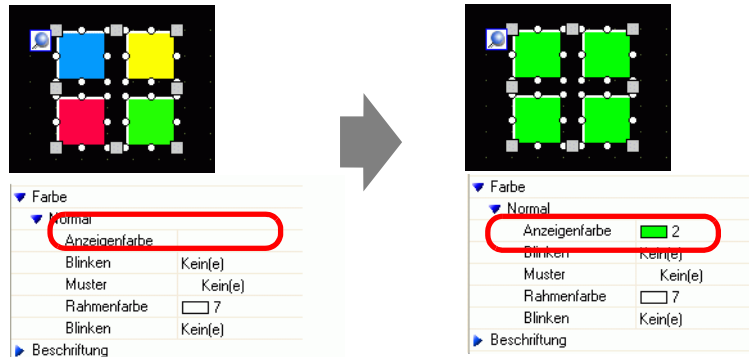 Farbe
Normal
Anzeigenfarbe
Blinken Kein(e)
Muster Kein(e)
Rahmenfarbe 7
Blinken Kein(e)
Beschriftung
Farbe
Normal
Anzeigenfarbe 2
Blinken Kein(e)
Muster Kein(e)
Rahmenfarbe 7
Blinken Kein(e)
Beschriftung